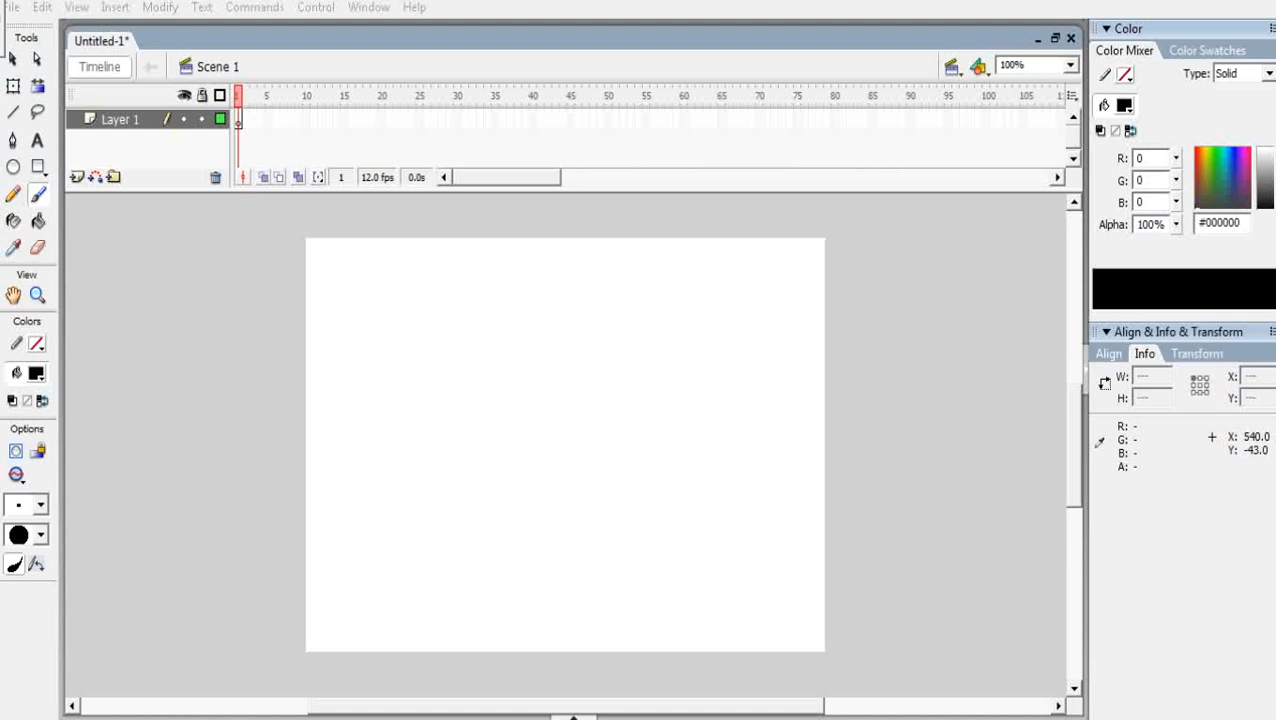 File Edit View Insert Modify Text Commands Control Window Help
Tools
Untitled-1*
Timeline
Scene 1
100%
1 5 10 15 20 25 30 35 40 45 50 55 60 65 70 75 80 85 90 95 100 105
Layer 1
1 12.0 fps 0.0s
View
Colors
Options
Color
Color Mixer Color Swatches
Type: Solid
R: 0
G: 0
B: 0
Alpha: 100% #000000
Align & Info & Transform
Align Info Transform
W: --- X: ---
H: --- Y: ---
R: -
G: - X: 540.0
B: - Y: -43.0
A: -